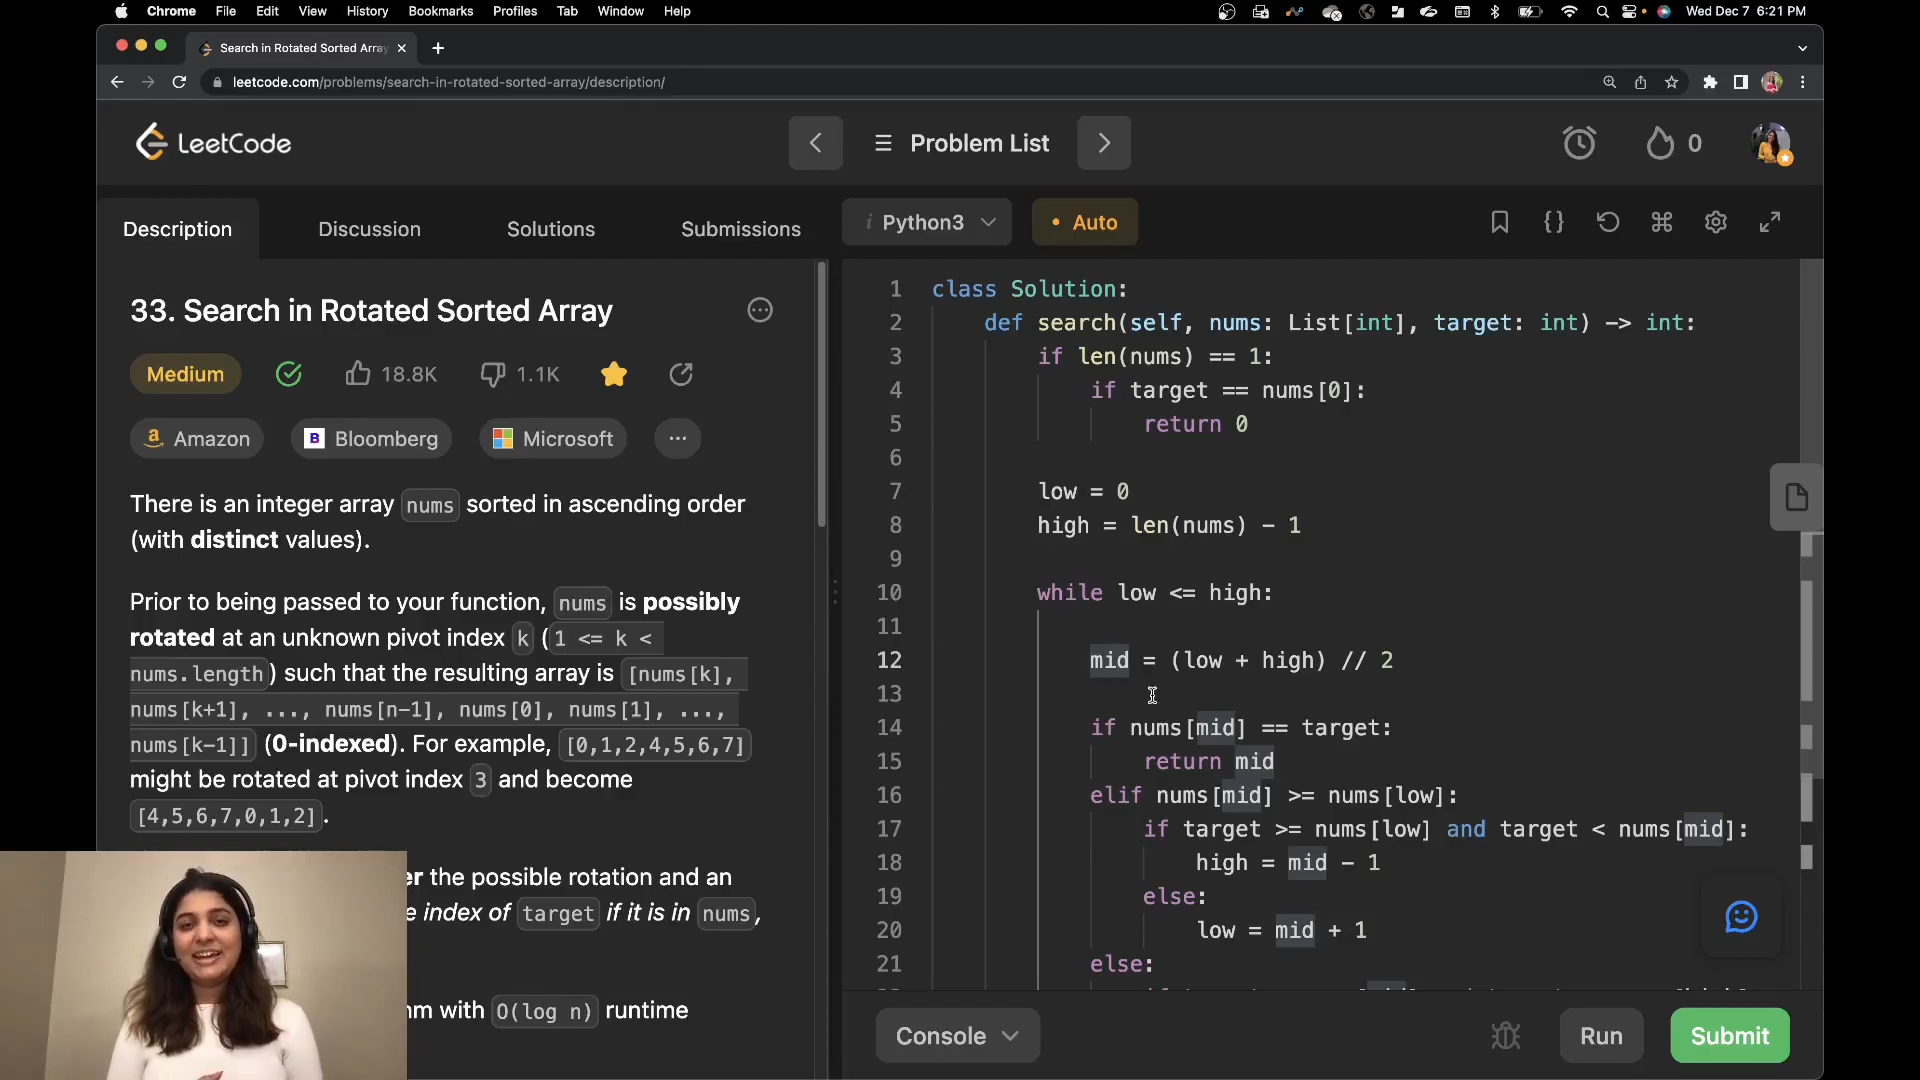 Chrome File Edit View History Bookmarks Profiles Tab Window Help
Wed Dec 7 6:21 PM
Search in Rotated Sorted Array
leetcode.com/problems/search-in-rotated-sorted-array/description/
LeetCode
Problem List
0
Description Discussion Solutions Submissions
33. Search in Rotated Sorted Array
Medium 18.8K 1.1K
Amazon Bloomberg Microsoft
There is an integer array nums sorted in ascending order
(with distinct values).
Prior to being passed to your function, nums is possibly
rotated at an unknown pivot index k (1 <= k <
nums.length) such that the resulting array is [nums[k],
nums[k+1], ..., nums[n-1], nums[0], nums[1], ...,
nums[k-1]] (0-indexed). For example, [0,1,2,4,5,6,7]
might be rotated at pivot index 3 and become
[4,5,6,7,0,1,2].
er the possible rotation and an
e index of target if it is in nums,
hm with O(log n) runtime
i Python3 • Auto
1 class Solution:
2 def search(self, nums: List[int], target: int) -> int:
3 if len(nums) == 1:
4 if target == nums[0]:
5 return 0
6
7 low = 0
8 high = len(nums) - 1
9
10 while low <= high:
11
12 mid = (low + high) // 2
13
14 if nums[mid] == target:
15 return mid
16 elif nums[mid] >= nums[low]:
17 if target >= nums[low] and target < nums[mid]:
18 high = mid - 1
19 else:
20 low = mid + 1
21 else:
Console Run Submit